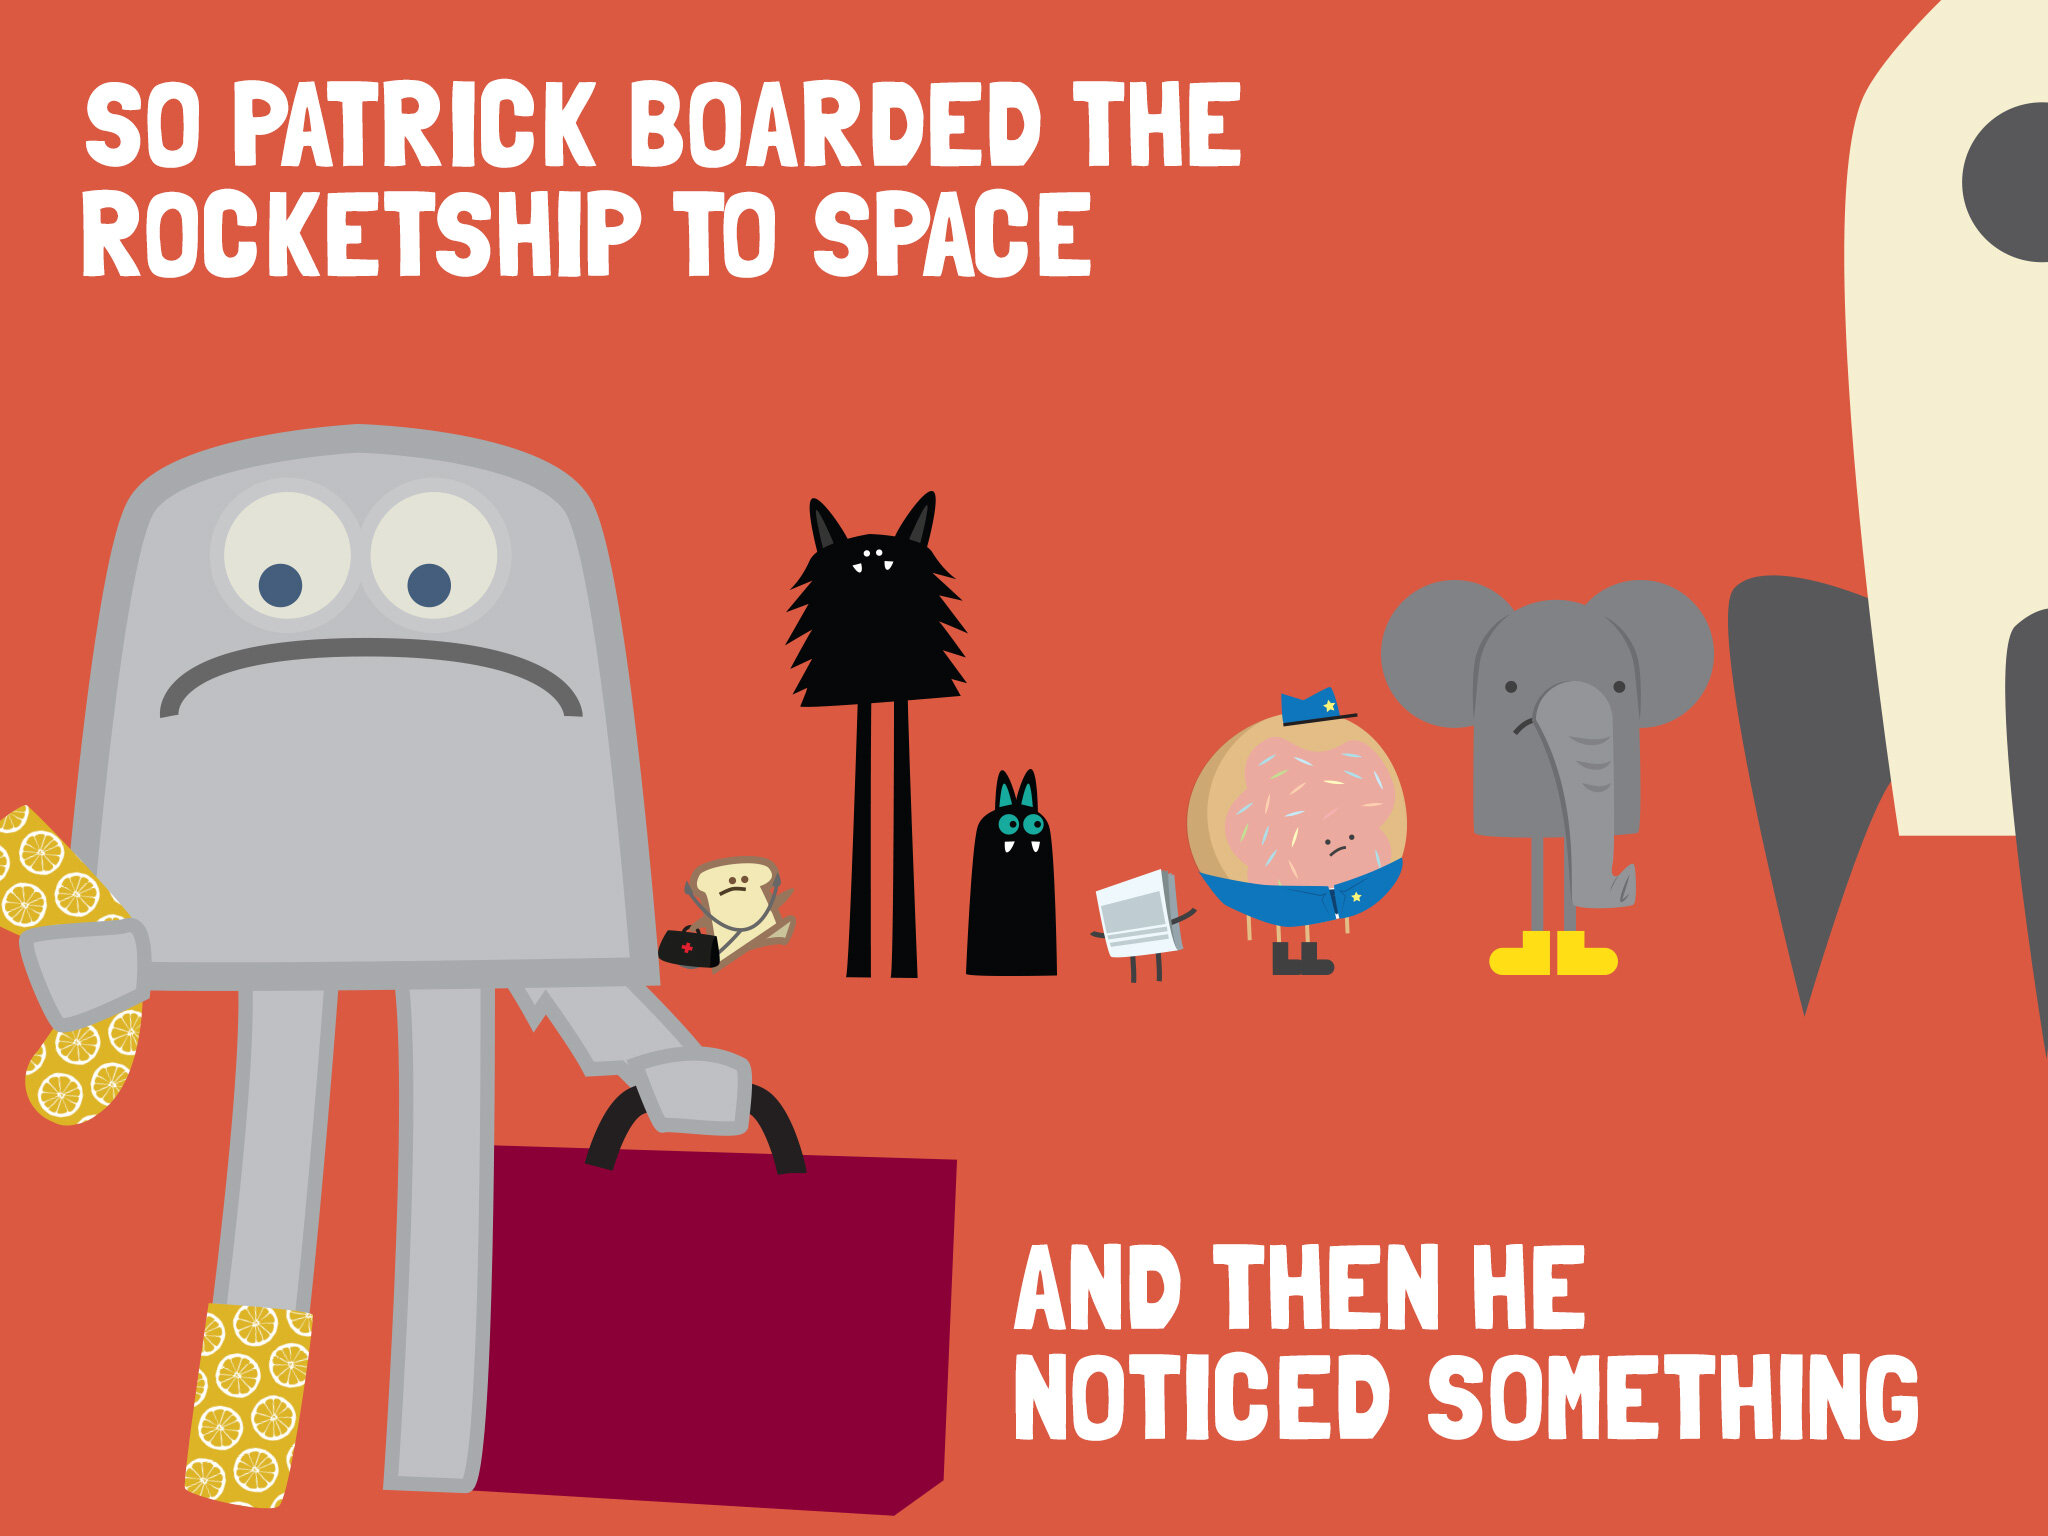 SO PATRICK BOARDED THE
ROCKETSHIP TO SPACE
AND THEN HE
NOTICED SOMETHING